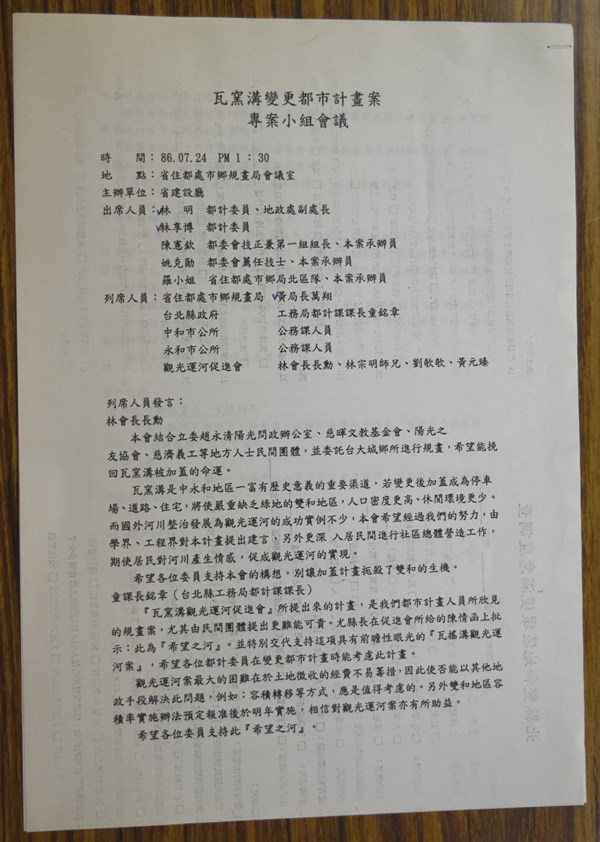 瓦窯溝變更都市計畫案
專案小組會議
時　　間：86.07.24 PM 1：30
地　　點：省住都處市鄉規畫局會議室
主辦單位：省建設廳
出席人員：林　明　都計委員、地政處副處長
林享博　都計委員
陳憲欽　都委會技正兼第一組組長、本案承辦員
姚克勛　都委會薦任技士、本案承辦員
羅小姐　省住都處市鄉局北區隊、本案承辦員
列席人員：省住都處市鄉規畫局　黃局長萬翔
台北縣政府　工務局都計課課長童銘章
中和市公所　公務課人員
永和市公所　公務課人員
觀光運河促進會　林會長長勳、林宗明師兄、劉歌歌、黃元臻
列席人員發言：
林會長長勳
本會結合立委趙永清陽光問政辦公室、慈暉文教基金會、陽光之
友協會、慈濟義工等地方人士民間團體，並委託台大城鄉所進行規畫，希望能挽
回瓦窯溝被加蓋的命運。
瓦窯溝是中永和地區一富有歷史意義的重要渠道，若變更後加蓋成為停車
場、道路、住宅，將使嚴重缺乏綠地的雙和地區，人口密度更高、休閒環境更少。
而國外河川整治發展為觀光運河的成功實例不少，本會希望經過我們的努力，由
學界、工程界對本計畫提出建言，另外更深 入居民間進行社區總體營造工作，
期使居民對河川產生情感，促成觀光運河的實現。
希望各位委員支持本會的構想，別讓加蓋計畫扼殺了雙和的生機。
童課長銘章（台北縣工務局都計課課長）
『瓦窯溝觀光運河促進會』所提出來的計畫，是我們都市計畫人員所欣見
的規畫案，尤其由民間團體提出更難能可貴。尤縣長在促進會所給的陳情函上批
示：此為『希望之河』。並特別交代支持這項具有前瞻性眼光的『瓦搖溝觀光運
河案』，希望各位都計委員在變更都市計畫時能考慮此計畫。
觀光運河案最大的困難在於土地徵收的經費不易籌措，因此使否能以其他地
政手段解決此問題，例如：容積轉移等方式，應是值得考慮的。另外雙和地區容
積率實施辦法預定報准後於明年實施，相信對觀光運河案亦有所助益。
希望各位委員支持此『希望之河』。